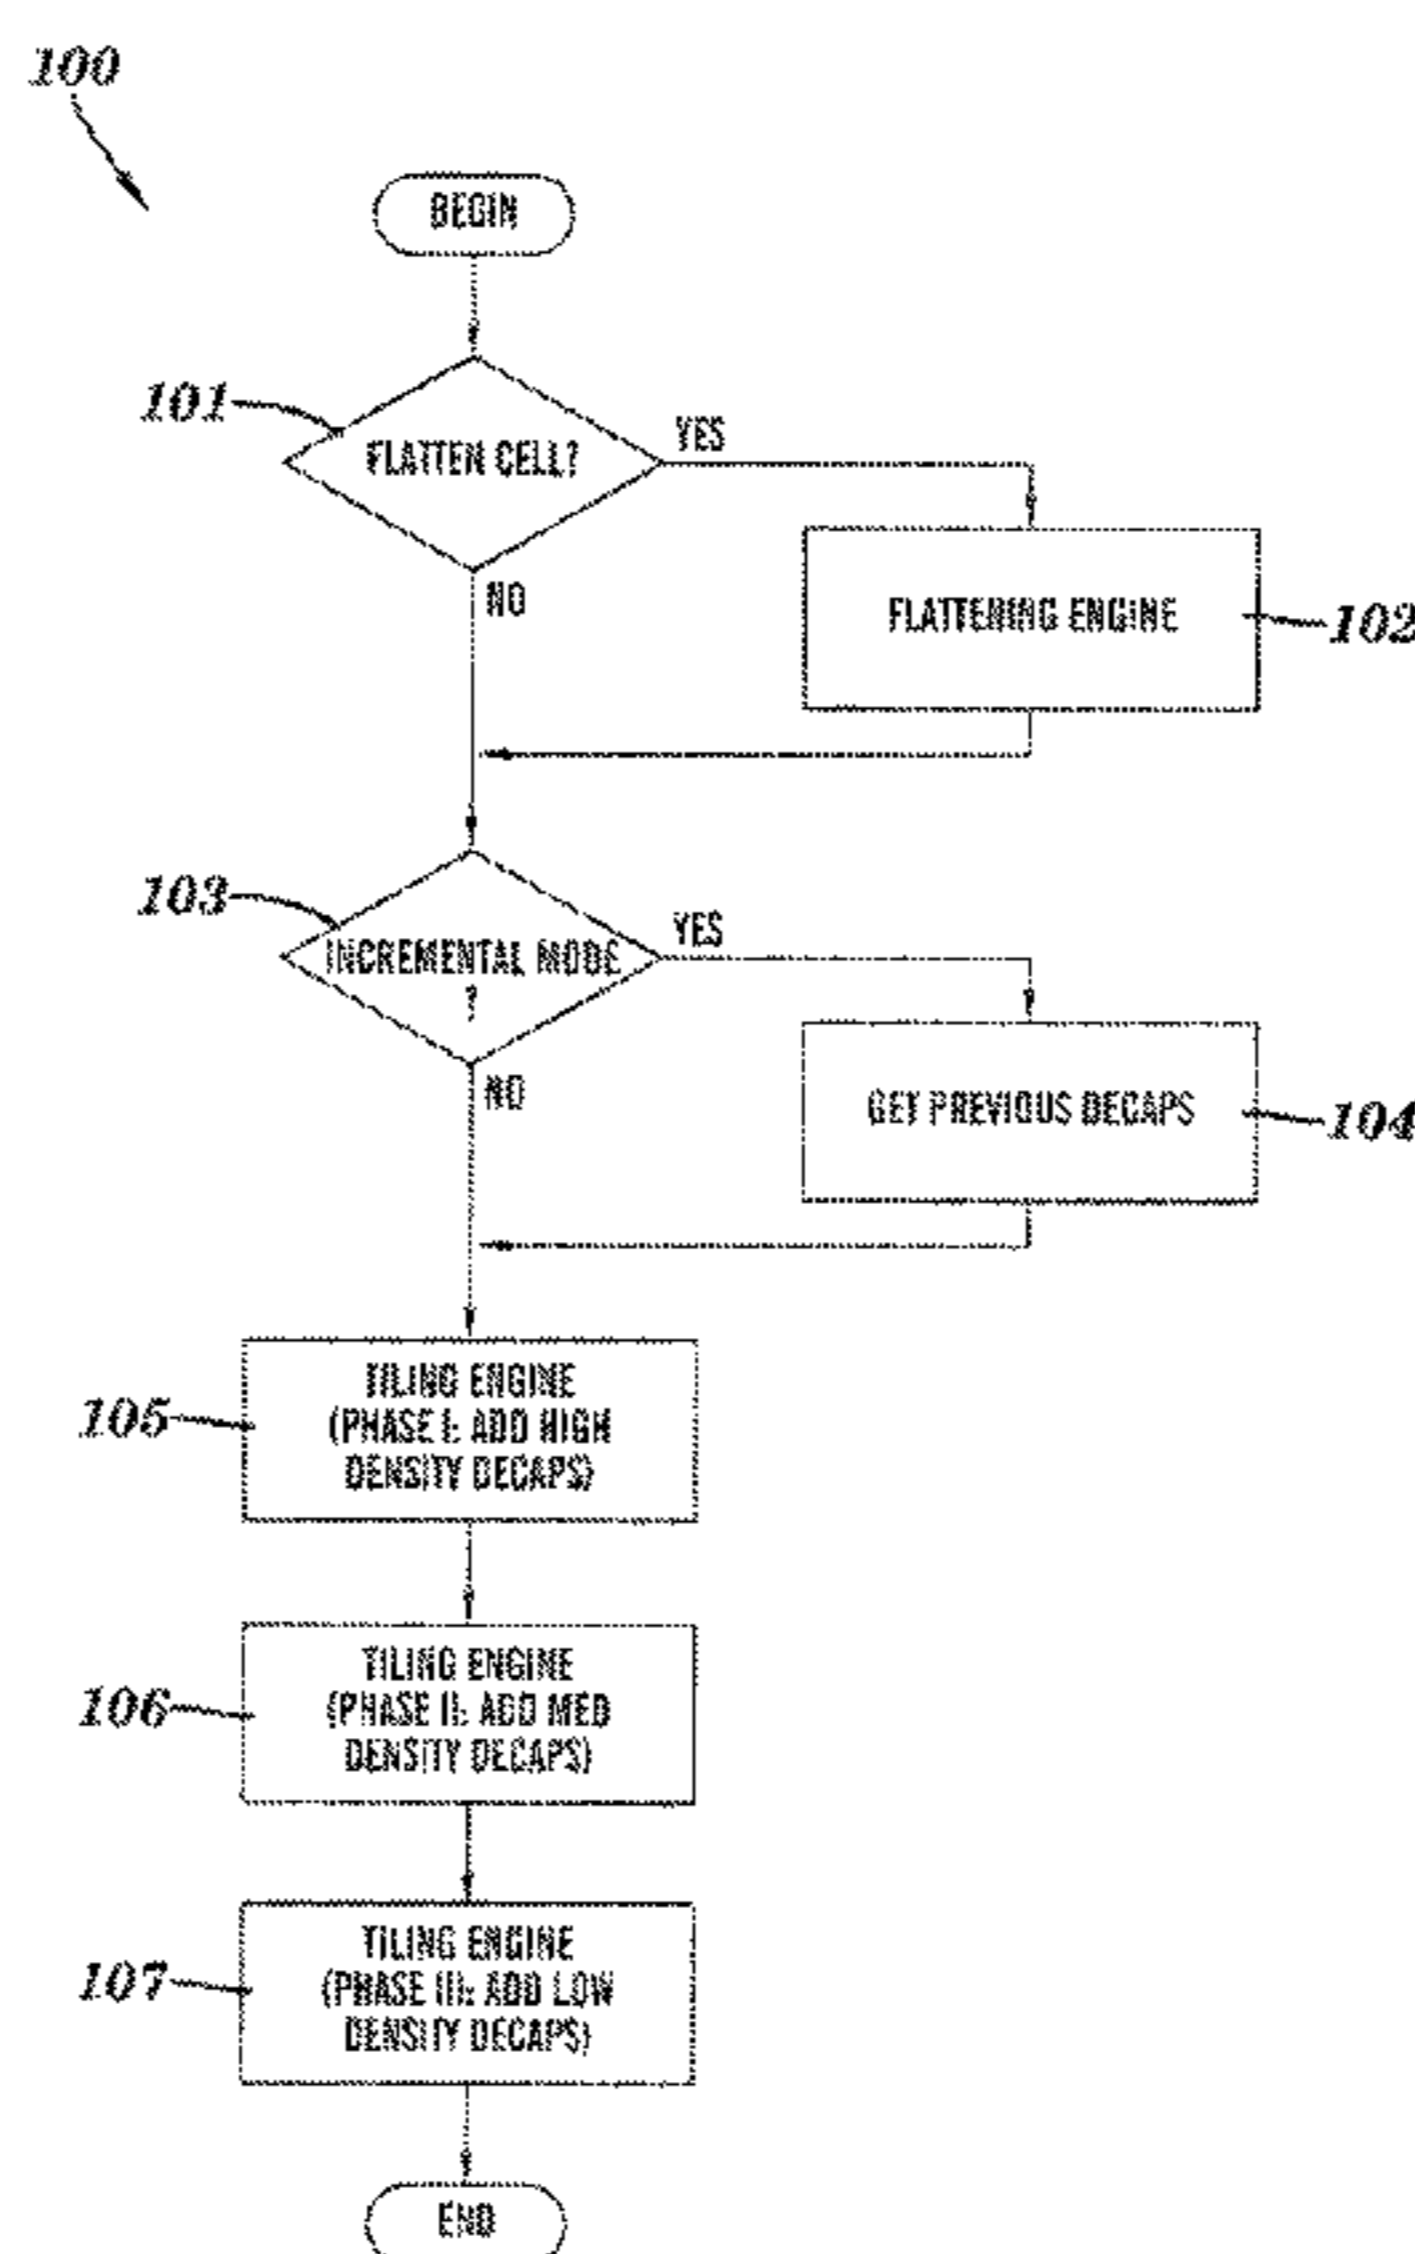 100
BEGIN
101
FLATTEN CELL?
YES
NO
FLATTENING ENGINE
102
103
INCREMENTAL MODE
?
YES
NO
GET PREVIOUS DECAPS
104
105
TILING ENGINE
(PHASE I: ADD HIGH
DENSITY DECAPS)
106
TILING ENGINE
(PHASE II: ADD MED
DENSITY DECAPS)
107
TILING ENGINE
(PHASE III: ADD LOW
DENSITY DECAPS)
END